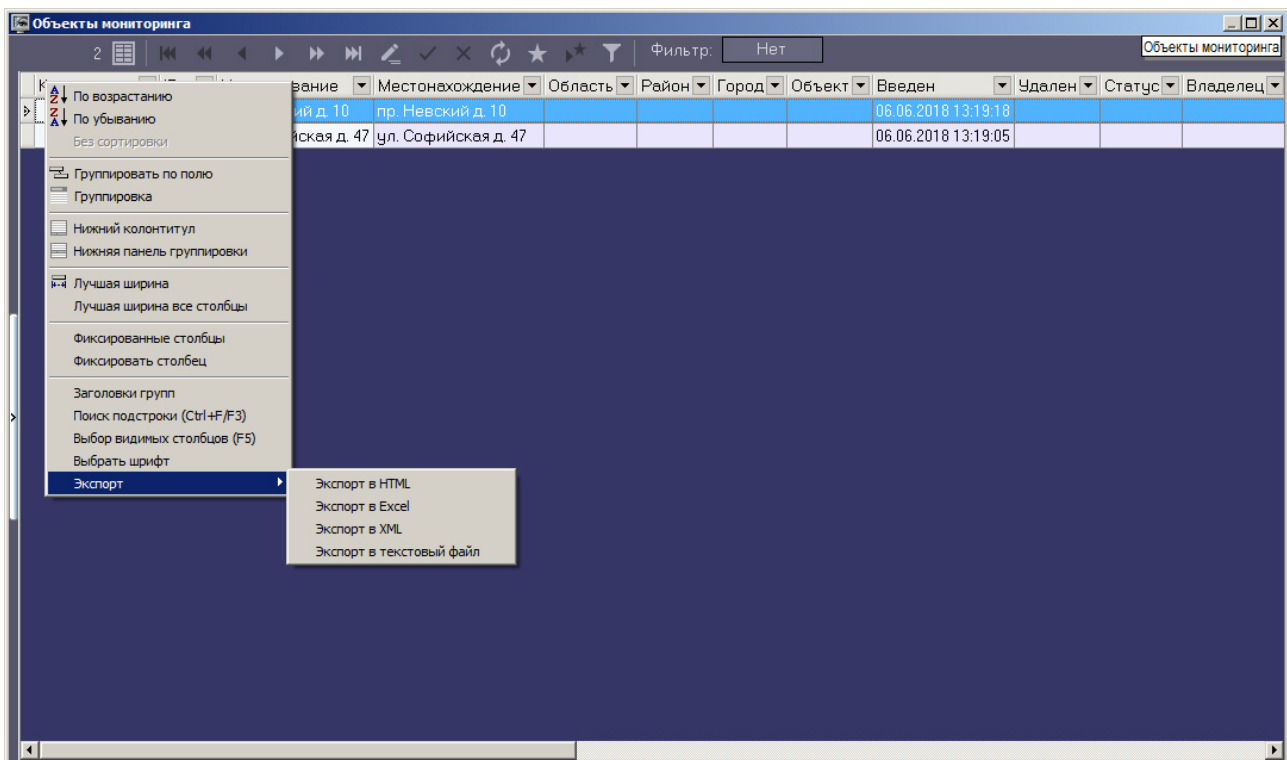 Объекты мониторинга
2 Фильтр: Нет
Объекты мониторинга
Местонахождение Область Район Город Объект Введен Удален Статус Владелец
д. 10 пр. Невский д. 10 06.06.2018 13:19:18
д. 47 ул. Софийская д. 47 06.06.2018 13:19:05
По возрастанию
По убыванию
Без сортировки
Группировать по полю
Группировка
Нижний колонтитул
Нижняя панель группировки
Лучшая ширина
Лучшая ширина все столбцы
Фиксированные столбцы
Фиксировать столбец
Заголовки групп
Поиск подстроки (Ctrl+F/F3)
Выбор видимых столбцов (F5)
Выбрать шрифт
Экспорт
Экспорт в HTML
Экспорт в Excel
Экспорт в XML
Экспорт в текстовый файл